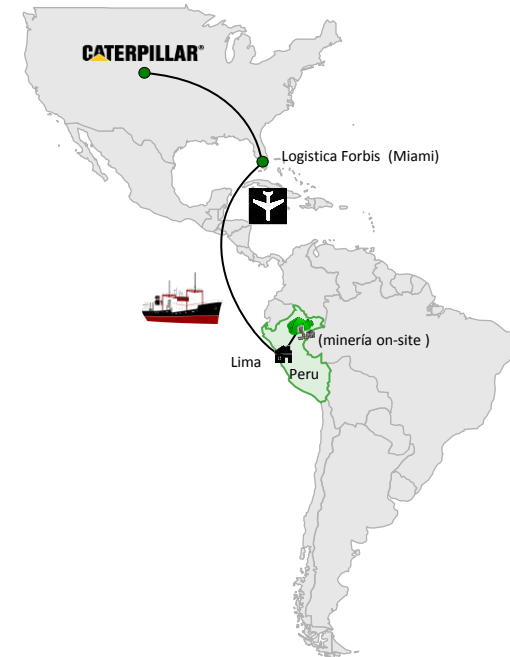 CATERPILLAR®
Logistica Forbis (Miami)
(minería on-site )
Lima
Peru